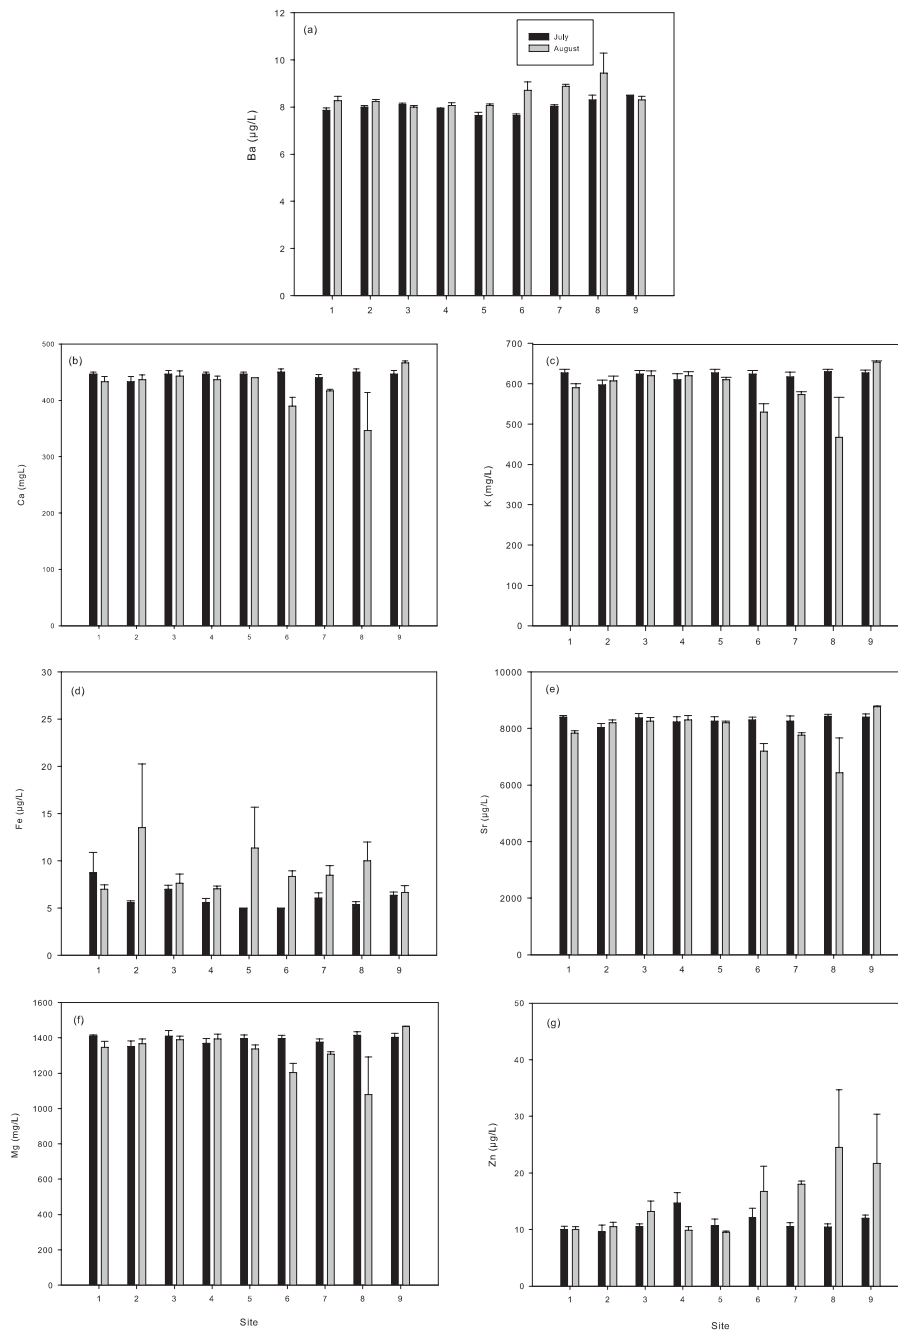 (a)
July
August
Ba (µg/L)
12
10
8
6
4
2
0
1 2 3 4 5 6 7 8 9
(b)
Ca (mgL)
500
400
300
200
100
0
1 2 3 4 5 6 7 8 9
(c)
K (mg/L)
700
600
500
400
300
200
100
0
1 2 3 4 5 6 7 8 9
(d)
Fe (µg/L)
30
25
20
15
10
5
0
1 2 3 4 5 6 7 8 9
(e)
Sr (µg/L)
10000
8000
6000
4000
2000
0
1 2 3 4 5 6 7 8 9
(f)
Mg (mg/L)
1600
1400
1200
1000
800
600
400
200
0
1 2 3 4 5 6 7 8 9
Site
(g)
Zn (µg/L)
50
40
30
20
10
0
1 2 3 4 5 6 7 8 9
Site